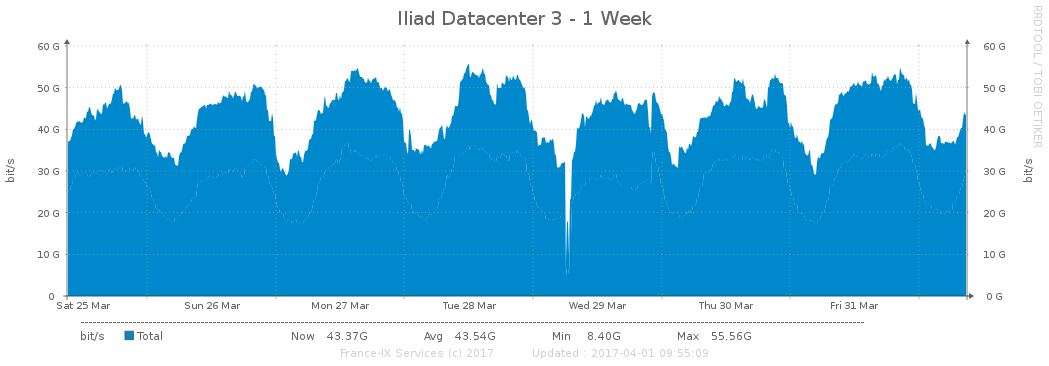 Iliad Datacenter 3 - 1 Week
RRDTOOL / TOBI OETIKER
60 G 60 G
50 G 50 G
40 G 40 G
30 G 30 G
20 G 20 G
10 G 10 G
0 0 G
bit/s bit/s
Sat 25 Mar Sun 26 Mar Mon 27 Mar Tue 28 Mar Wed 29 Mar Thu 30 Mar Fri 31 Mar
bit/s Total Now 43.37G Avg 43.54G Min 8.40G Max 55.56G
France-IX Services (c) 2017 Updated : 2017-04-01 09:55:09